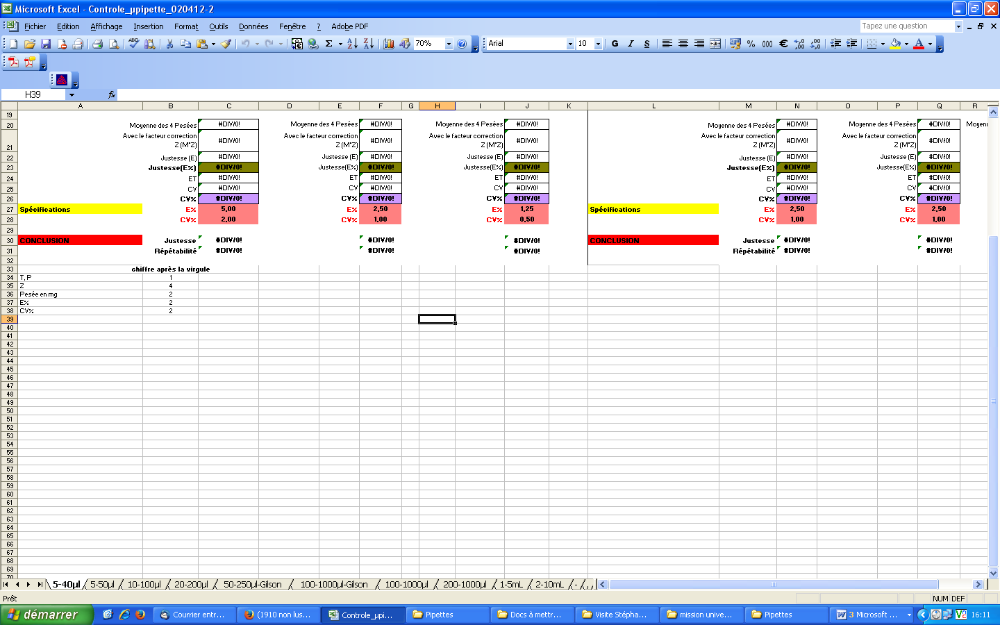 Microsoft Excel - Controle_µpipette_020412-2
Fichier Edition Affichage Insertion Format Outils Données Fenêtre ? Adobe PDF Tapez une question
70% Arial 10 G I S % 000 €
H39 fx
A B C D E F G H I J K L M N O P Q R
19
20 Moyenne des 4 Pesées #DIV/0! Moyenne des 4 Pesées #DIV/0! Moyenne des 4 Pesées #DIV/0! Moyenne des 4 Pesées #DIV/0! Moyenne des 4 Pesées #DIV/0! Moyen
Avec le facteur correction Avec le facteur correction Avec le facteur correction Avec le facteur correction Avec le facteur correction
21 Z (M*Z) #DIV/0! Z (M*Z) #DIV/0! Z (M*Z) #DIV/0! Z (M*Z) #DIV/0! Z (M*Z) #DIV/0!
22 Justesse (E) #DIV/0! Justesse (E) #DIV/0! Justesse (E) #DIV/0! Justesse (E) #DIV/0! Justesse (E) #DIV/0!
23 Justesse(E%) #DIV/0! Justesse(E%) #DIV/0! Justesse(E%) #DIV/0! Justesse(E%) #DIV/0! Justesse(E%) #DIV/0!
24 ET #DIV/0! ET #DIV/0! ET #DIV/0! ET #DIV/0! ET #DIV/0!
25 CV #DIV/0! CV #DIV/0! CV #DIV/0! CV #DIV/0! CV #DIV/0!
26 CV% #DIV/0! CV% #DIV/0! CV% #DIV/0! CV% #DIV/0! CV% #DIV/0!
27 Spécifications E% 5,00 E% 2,50 E% 1,25 Spécifications E% 2,50 E% 2,50
28 CV% 2,00 CV% 1,00 CV% 0,50 CV% 1,00 CV% 1,00
29
30 CONCLUSION Justesse #DIV/0! #DIV/0! #DIV/0! CONCLUSION Justesse #DIV/0! #DIV/0!
31 Répétabilité #DIV/0! #DIV/0! #DIV/0! Répétabilité #DIV/0! #DIV/0!
32
33 chiffre après la virgule
34 T, P 1
35 Z 4
36 Pesée en mg 2
37 E% 2
38 CV% 2
39
40
41
42
43
44
45
46
47
48
49
50
51
52
53
54
55
56
57
58
59
60
61
62
63
64
65
66
67
68
69
70
5-40µl 5-50µl 10-100µl 20-200µl 50-250µl-Gilson 100-1000µl-Gilson 100-1000µl 200-1000µl 1-5mL 2-10mL -
Prêt NUM DEF
démarrer Courrier entr... (1910 non lus... Controle_µpi... Pipettes Docs à mettr... Visite Stépha... mission unive... Pipettes 3 Microsoft ... 16:11